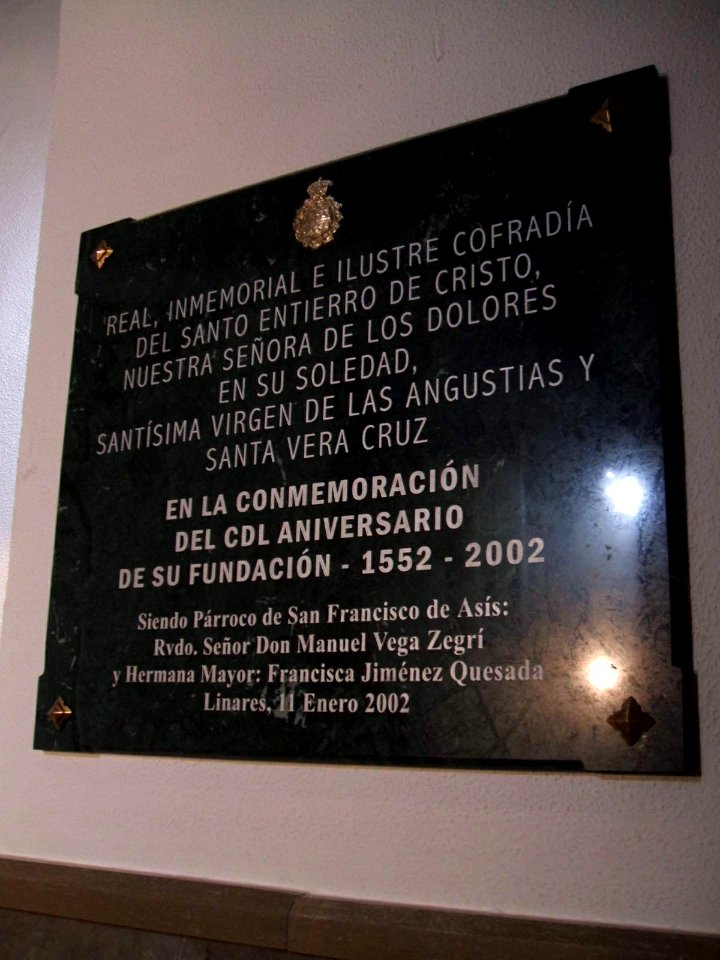 REAL, INMEMORIAL E ILUSTRE COFRADÍA
DEL SANTO ENTIERRO DE CRISTO,
NUESTRA SEÑORA DE LOS DOLORES
EN SU SOLEDAD,
SANTÍSIMA VIRGEN DE LAS ANGUSTIAS Y
SANTA VERA CRUZ
EN LA CONMEMORACIÓN
DEL CDL ANIVERSARIO
DE SU FUNDACIÓN - 1552 - 2002
Siendo Párroco de San Francisco de Asís:
Rvdo. Señor Don Manuel Vega Zegrí
y Hermana Mayor: Francisca Jiménez Quesada
Linares, 11 Enero 2002